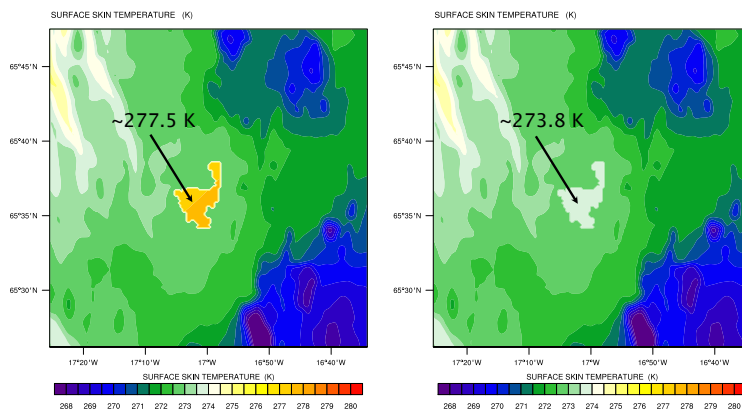 SURFACE SKIN TEMPERATURE (K)
65°45'N
65°40'N
65°35'N
65°30'N
~277.5 K
17°20'W
17°10'W
17°W
16°50'W
16°40'W
SURFACE SKIN TEMPERATURE (K)
268 269 270 271 272 273 274 275 276 277 278 279 280
SURFACE SKIN TEMPERATURE (K)
65°45'N
65°40'N
65°35'N
65°30'N
~273.8 K
17°20'W
17°10'W
17°W
16°50'W
16°40'W
SURFACE SKIN TEMPERATURE (K)
268 269 270 271 272 273 274 275 276 277 278 279 280